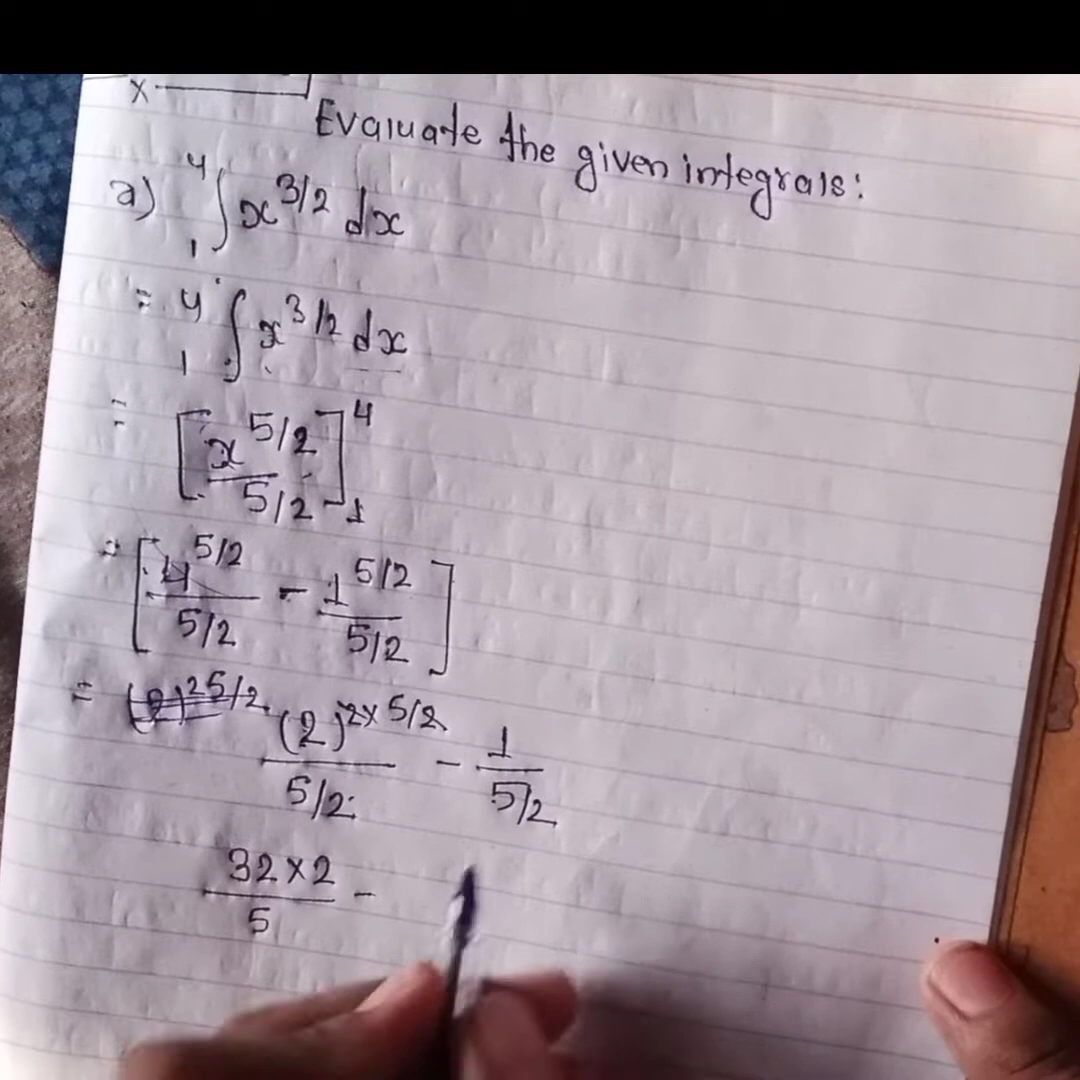 x
Evaluate the given integrals:
a) ₁⁴∫ x^3/2 dx
= ₁⁴∫ x^3/2 dx
= [x^5/2 / 5/2]₁⁴
= [4^5/2 / 5/2 - 1^5/2 / 5/2]
= (2)^2×5/2 / 5/2 - 1 / 5/2
32×2 / 5 -